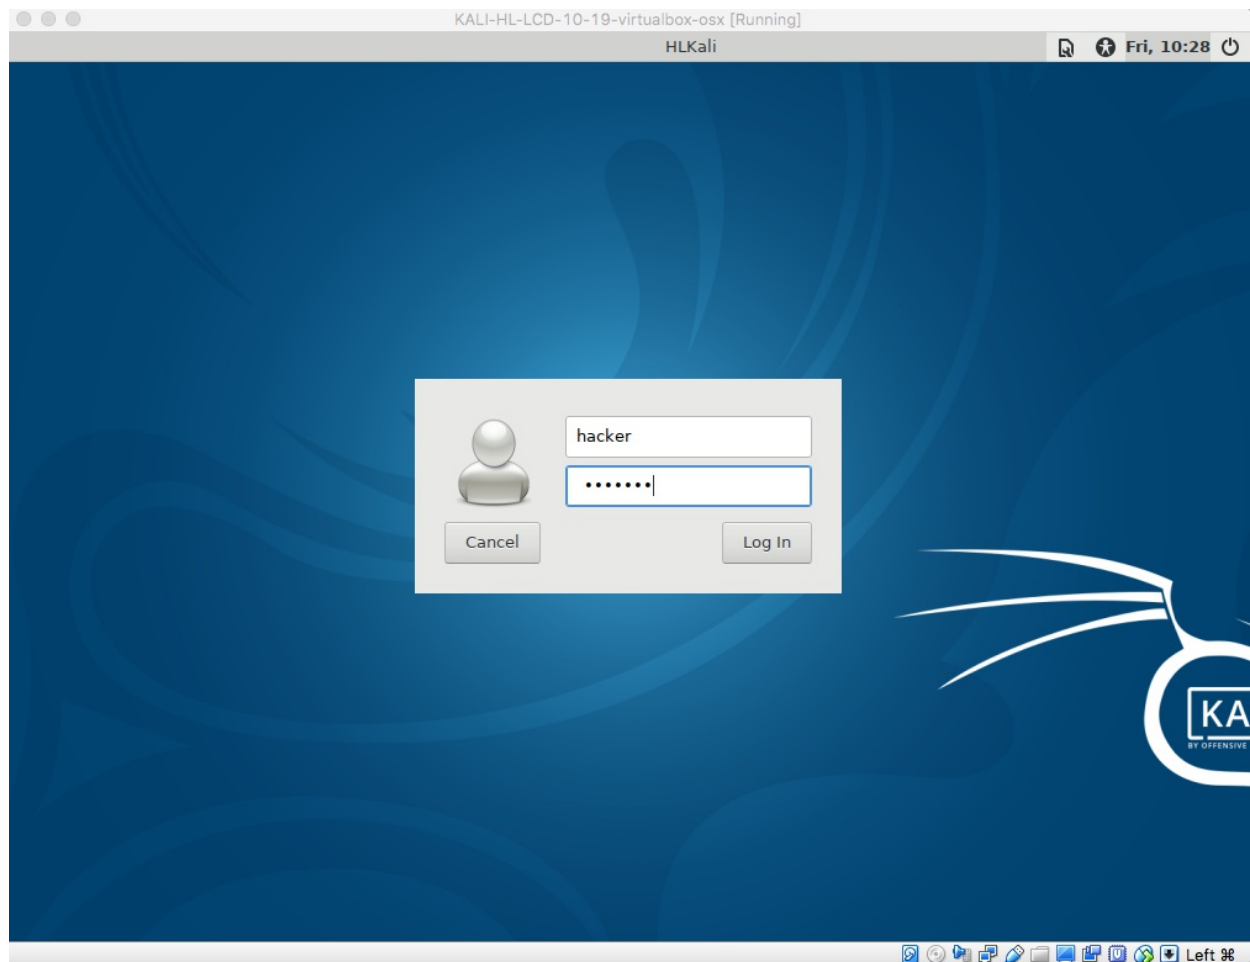 KALI-HL-LCD-10-19-virtualbox-osx [Running]
HLKali
Fri, 10:28
hacker
•••••••
Cancel
Log In
KA
BY OFFENSIVE
Left ⌘